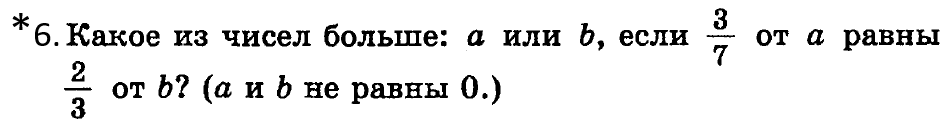 *6. Какое из чисел больше: a или b, если 3/7 от a равны
2/3 от b? (a и b не равны 0.)